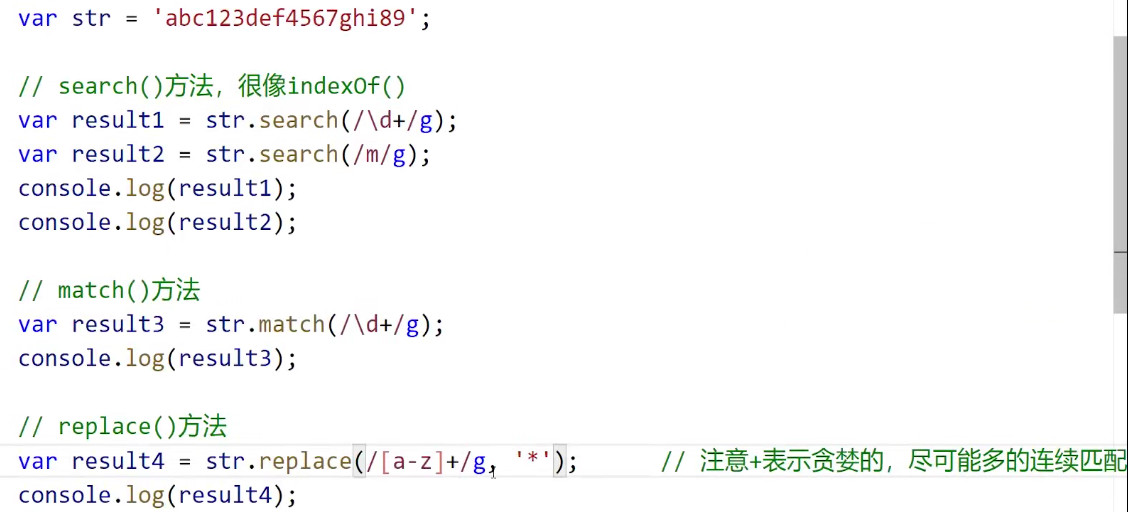 var str = 'abc123def4567ghi89';
// search()方法，很像indexOf()
var result1 = str.search(/\d+/g);
var result2 = str.search(/m/g);
console.log(result1);
console.log(result2);
// match()方法
var result3 = str.match(/\d+/g);
console.log(result3);
// replace()方法
var result4 = str.replace(/[a-z]+/g, '*'); // 注意+表示贪婪的，尽可能多的连续匹配
console.log(result4);